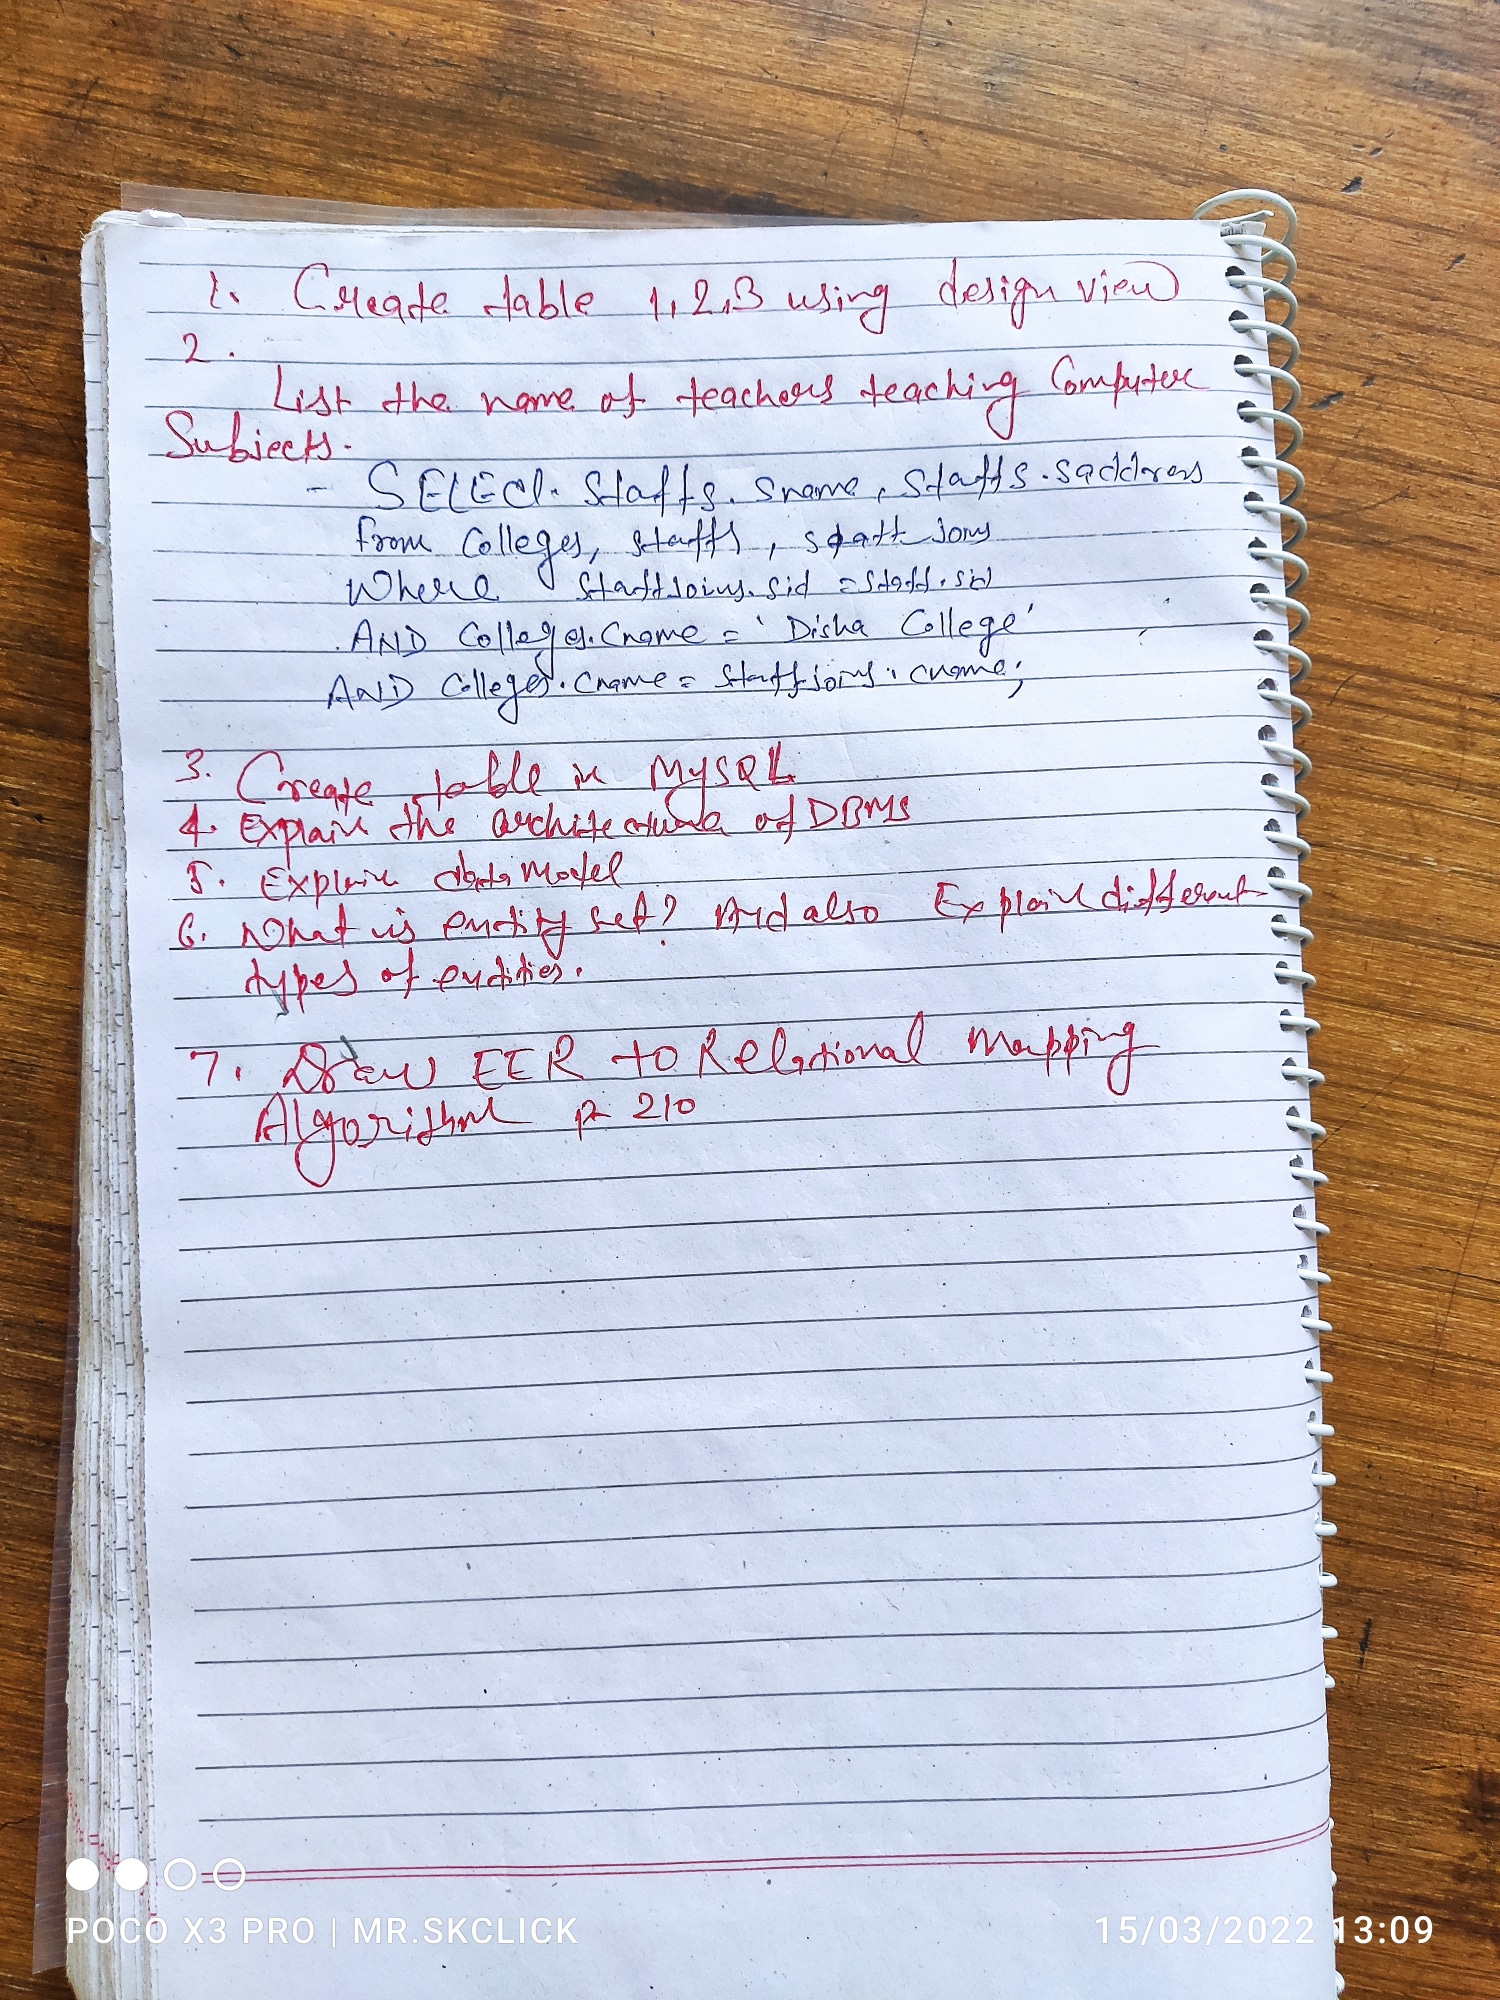 1. Create table 1,2,3 using design view
2.
List the name of teachers teaching Computer
Subjects.
- SELECT. Staffs. Sname, Staffs.saddress
from Colleges, staffs, staff joins
Where Staffjoins.sid = staff.sid
AND Colleges.Cname = 'Disha College'
AND Colleges.Cname = staffjoins.cname;
3. Create table in MySQL
4. Explain the architecture of DBMS
5. Explain data Model
6. What is entity set? And also Explain different
types of entities.
7. Draw EER to Relational mapping
Algorithm p 210
POCO X3 PRO | MR.SKCLICK
15/03/2022 13:09